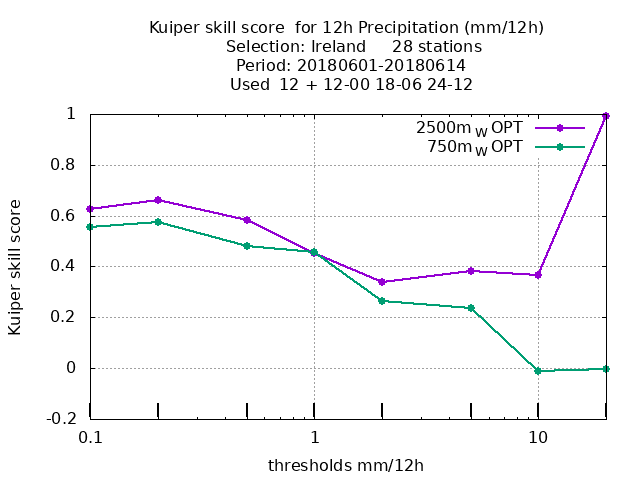 Kuiper skill score for 12h Precipitation (mm/12h)
Selection: Ireland 28 stations
Period: 20180601-20180614
Used 12 + 12-00 18-06 24-12
2500m_W OPT
750m_W OPT
1
0.8
0.6
0.4
0.2
0
-0.2
Kuiper skill score
0.1 1 10
thresholds mm/12h